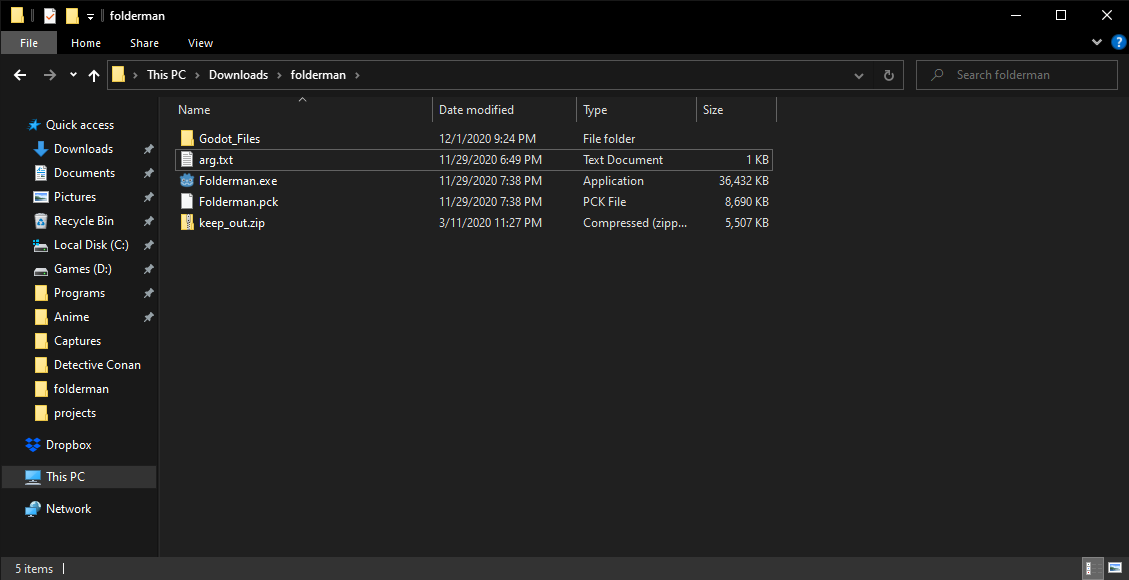 folderman
File Home Share View
This PC Downloads folderman
Search folderman
Name Date modified Type Size
Godot_Files 12/1/2020 9:24 PM File folder
arg.txt 11/29/2020 6:49 PM Text Document 1 KB
Folderman.exe 11/29/2020 7:38 PM Application 36,432 KB
Folderman.pck 11/29/2020 7:38 PM PCK File 8,690 KB
keep_out.zip 3/11/2020 11:27 PM Compressed (zipp... 5,507 KB
Quick access
Downloads
Documents
Pictures
Recycle Bin
Local Disk (C:)
Games (D:)
Programs
Anime
Captures
Detective Conan
folderman
projects
Dropbox
This PC
Network
5 items